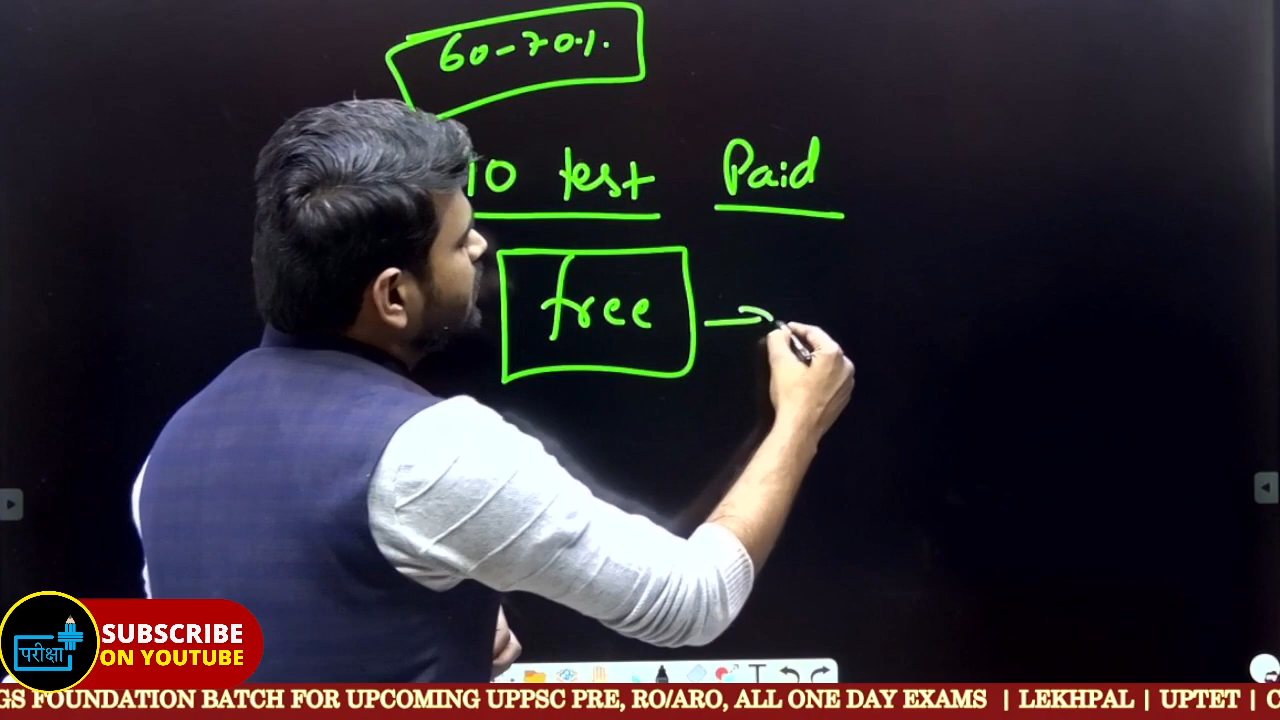 60-70%.
10 test Paid
free
परीक्षा
SUBSCRIBE
ON YOUTUBE
GS FOUNDATION BATCH FOR UPCOMING UPPSC PRE, RO/ARO, ALL ONE DAY EXAMS | LEKHPAL | UPTET | C